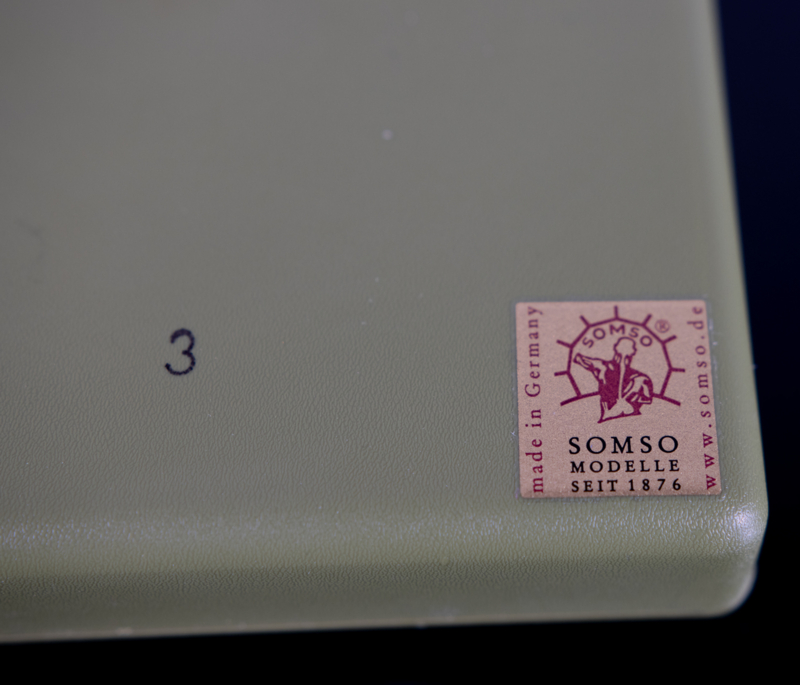 3
made in Germany
SOMSO ®
SOMSO
MODELLE
SEIT 1876
www.somso.de